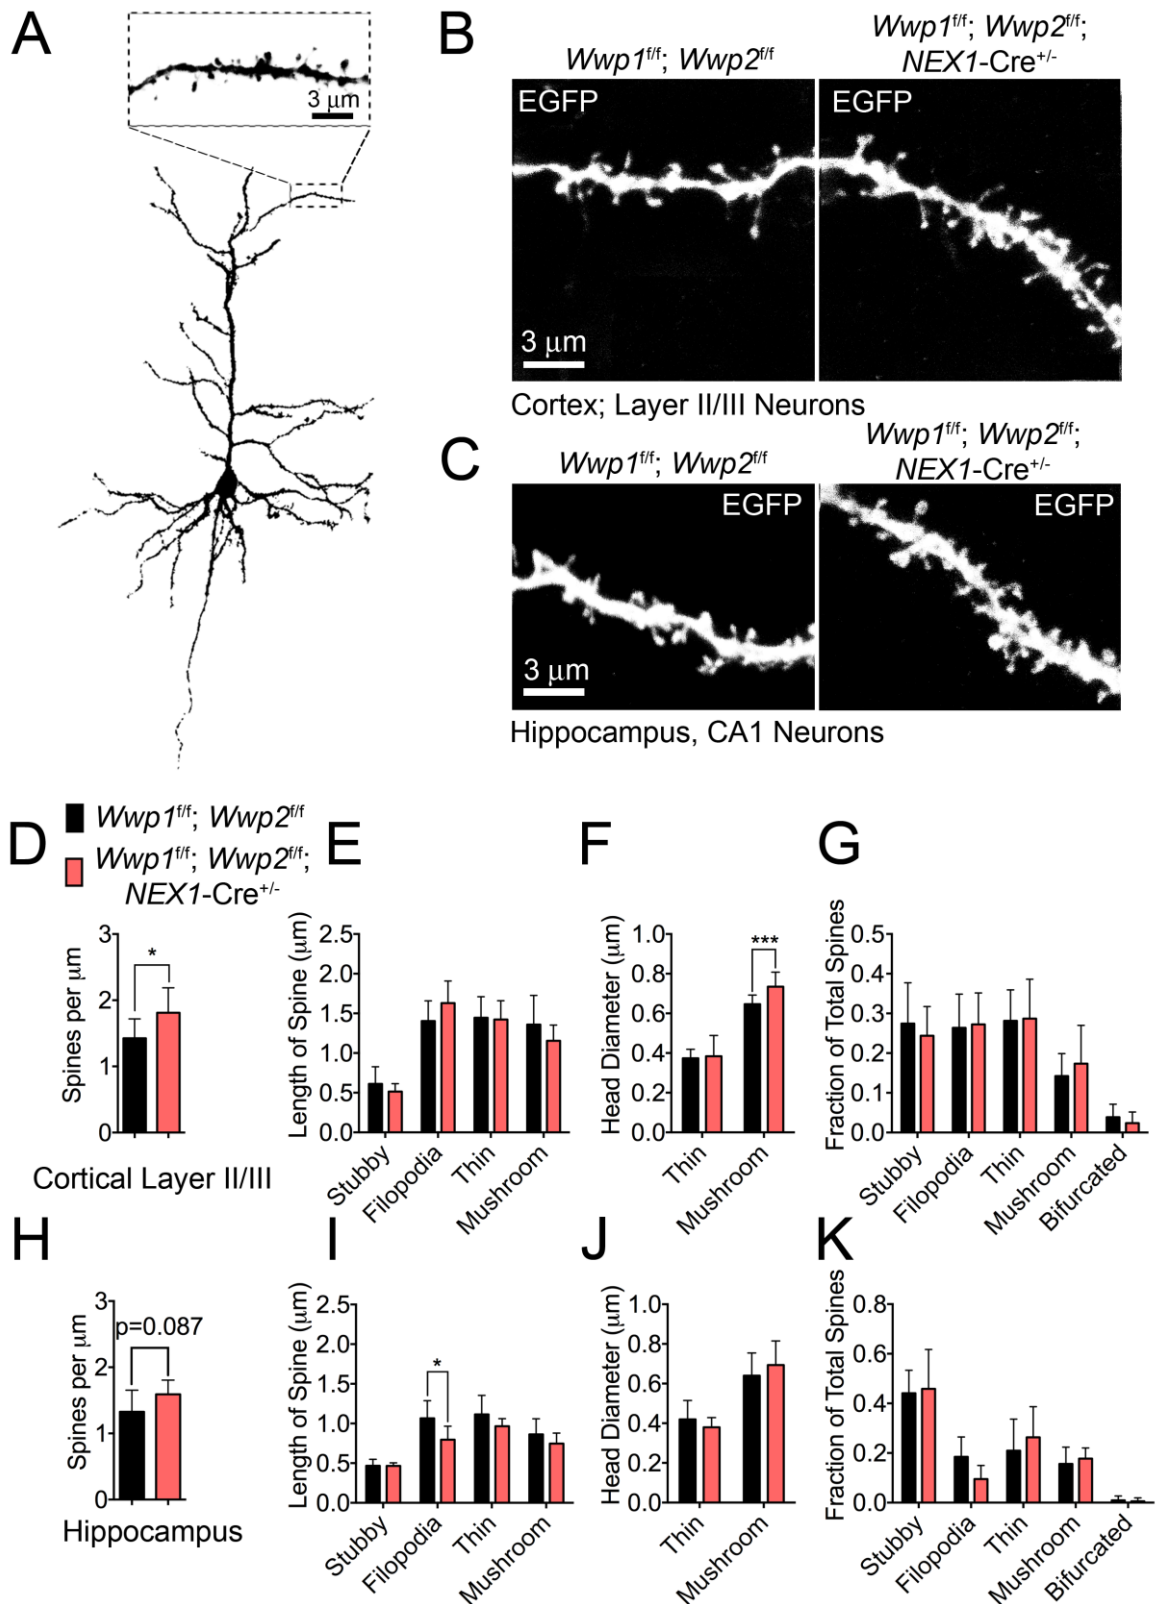 A
3 μm
B
Wwp1f/f; Wwp2f/f
Wwp1f/f; Wwp2f/f;
NEX1-Cre+/-
EGFP
EGFP
3 μm
Cortex; Layer II/III Neurons
C
Wwp1f/f; Wwp2f/f
Wwp1f/f; Wwp2f/f;
NEX1-Cre+/-
EGFP
EGFP
3 μm
Hippocampus, CA1 Neurons
D
Wwp1f/f; Wwp2f/f
Wwp1f/f; Wwp2f/f;
NEX1-Cre+/-
Spines per μm
3
2
1
0
*
Cortical Layer II/III
E
Length of Spine (μm)
2.5
2.0
1.5
1.0
0.5
0.0
Stubby
Filopodia
Thin
Mushroom
F
Head Diameter (μm)
1.0
0.8
0.6
0.4
0.2
0.0
***
Thin
Mushroom
G
Fraction of Total Spines
0.5
0.4
0.3
0.2
0.1
0.0
Stubby
Filopodia
Thin
Mushroom
Bifurcated
H
Spines per μm
3
2
1
0
p=0.087
Hippocampus
I
Length of Spine (μm)
2.5
2.0
1.5
1.0
0.5
0.0
*
Stubby
Filopodia
Thin
Mushroom
J
Head Diameter (μm)
1.0
0.8
0.6
0.4
0.2
0.0
Thin
Mushroom
K
Fraction of Total Spines
0.8
0.6
0.4
0.2
0.0
Stubby
Filopodia
Thin
Mushroom
Bifurcated